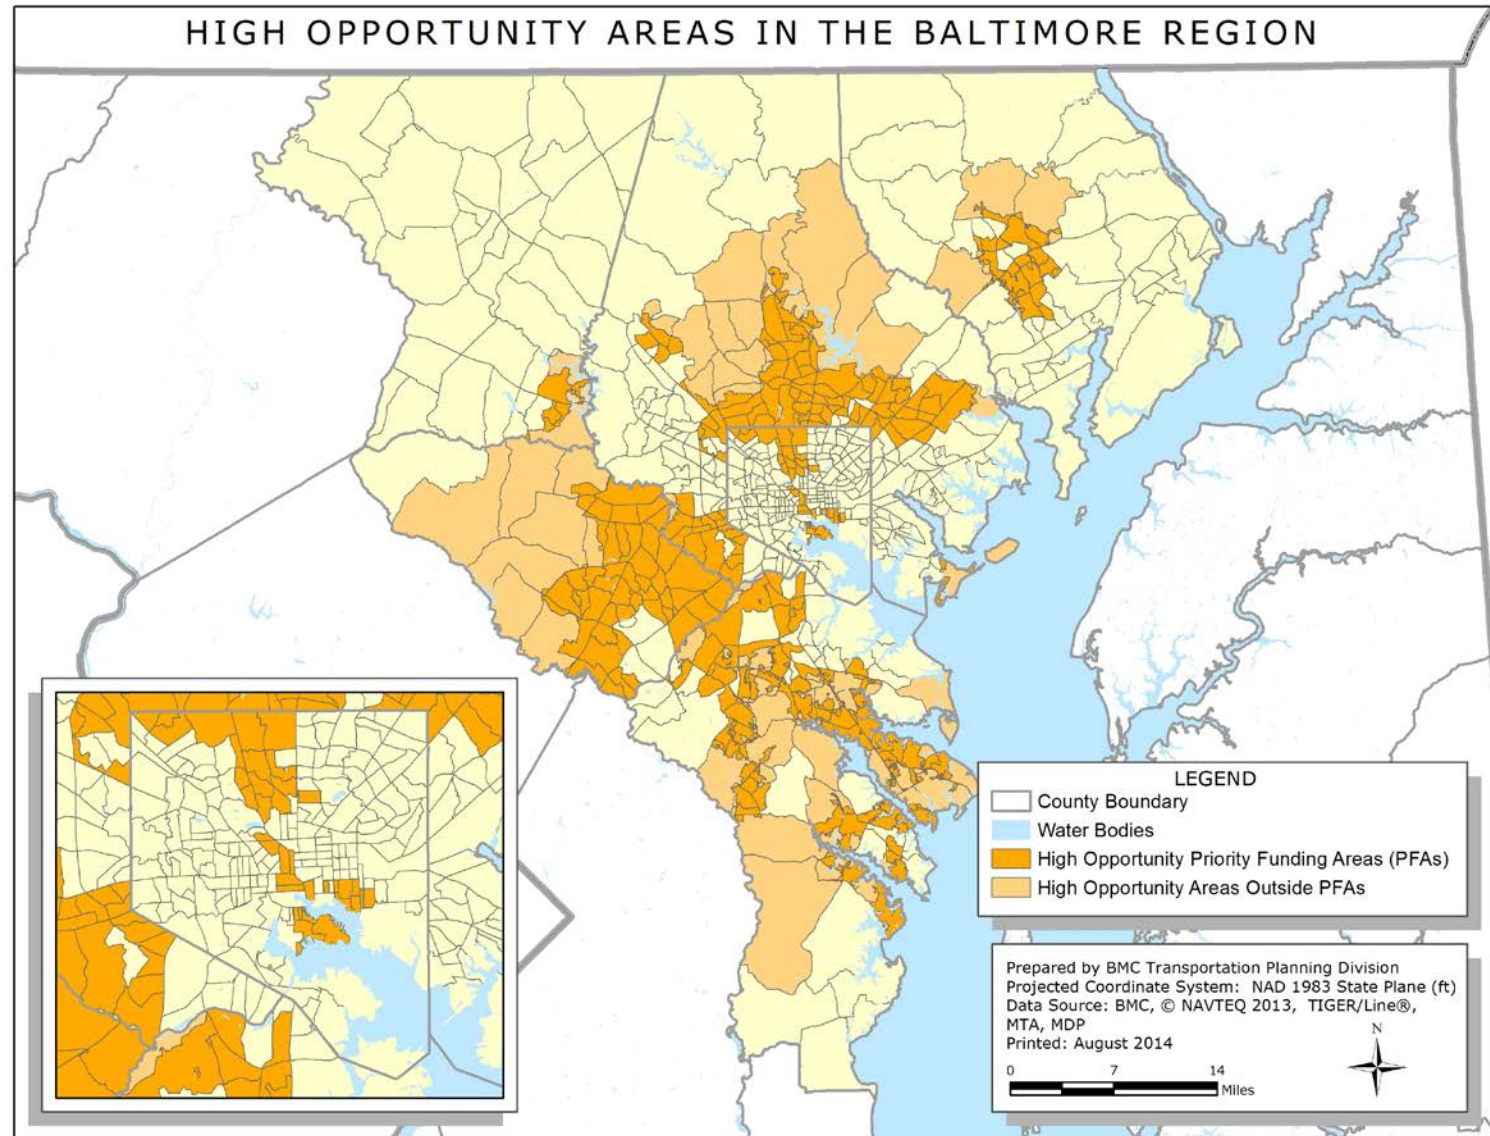 HIGH OPPORTUNITY AREAS IN THE BALTIMORE REGION
LEGEND
County Boundary
Water Bodies
High Opportunity Priority Funding Areas (PFAs)
High Opportunity Areas Outside PFAs
Prepared by BMC Transportation Planning Division
Projected Coordinate System: NAD 1983 State Plane (ft)
Data Source: BMC, © NAVTEQ 2013, TIGER/Line®,
MTA, MDP
Printed: August 2014
N
0 7 14
Miles